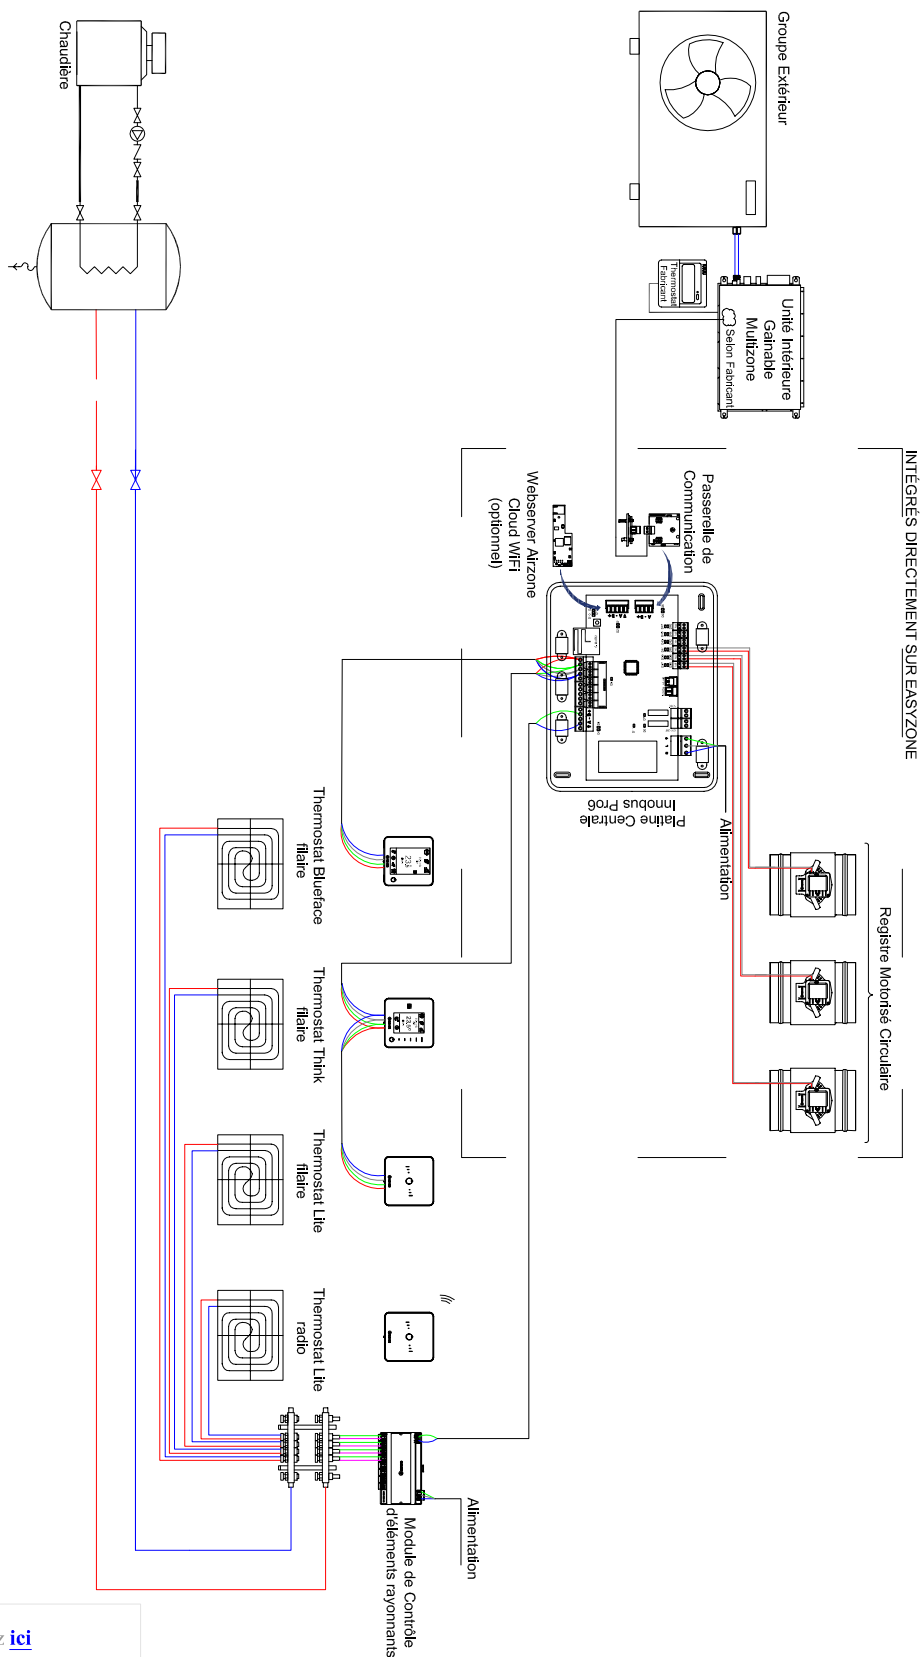 Groupe Extérieur
Chaudière
Thermostat
Fabricant
Unité Intérieure
Gainable
Multizone
Selon Fabricant
INTÉGRÉS DIRECTEMENT SUR EASYZONE
Passerelle de
Communication
Webserver Airzone
Cloud WiFi
(optionnel)
Platine Centrale
Innobus Pro6
Alimentation
Registre Motorisé Circulaire
Thermostat Blueface
filaire
Thermostat Think
filaire
Thermostat Lite
filaire
Thermostat Lite
radio
Alimentation
Module de Contrôle
d'éléments rayonnants
ici